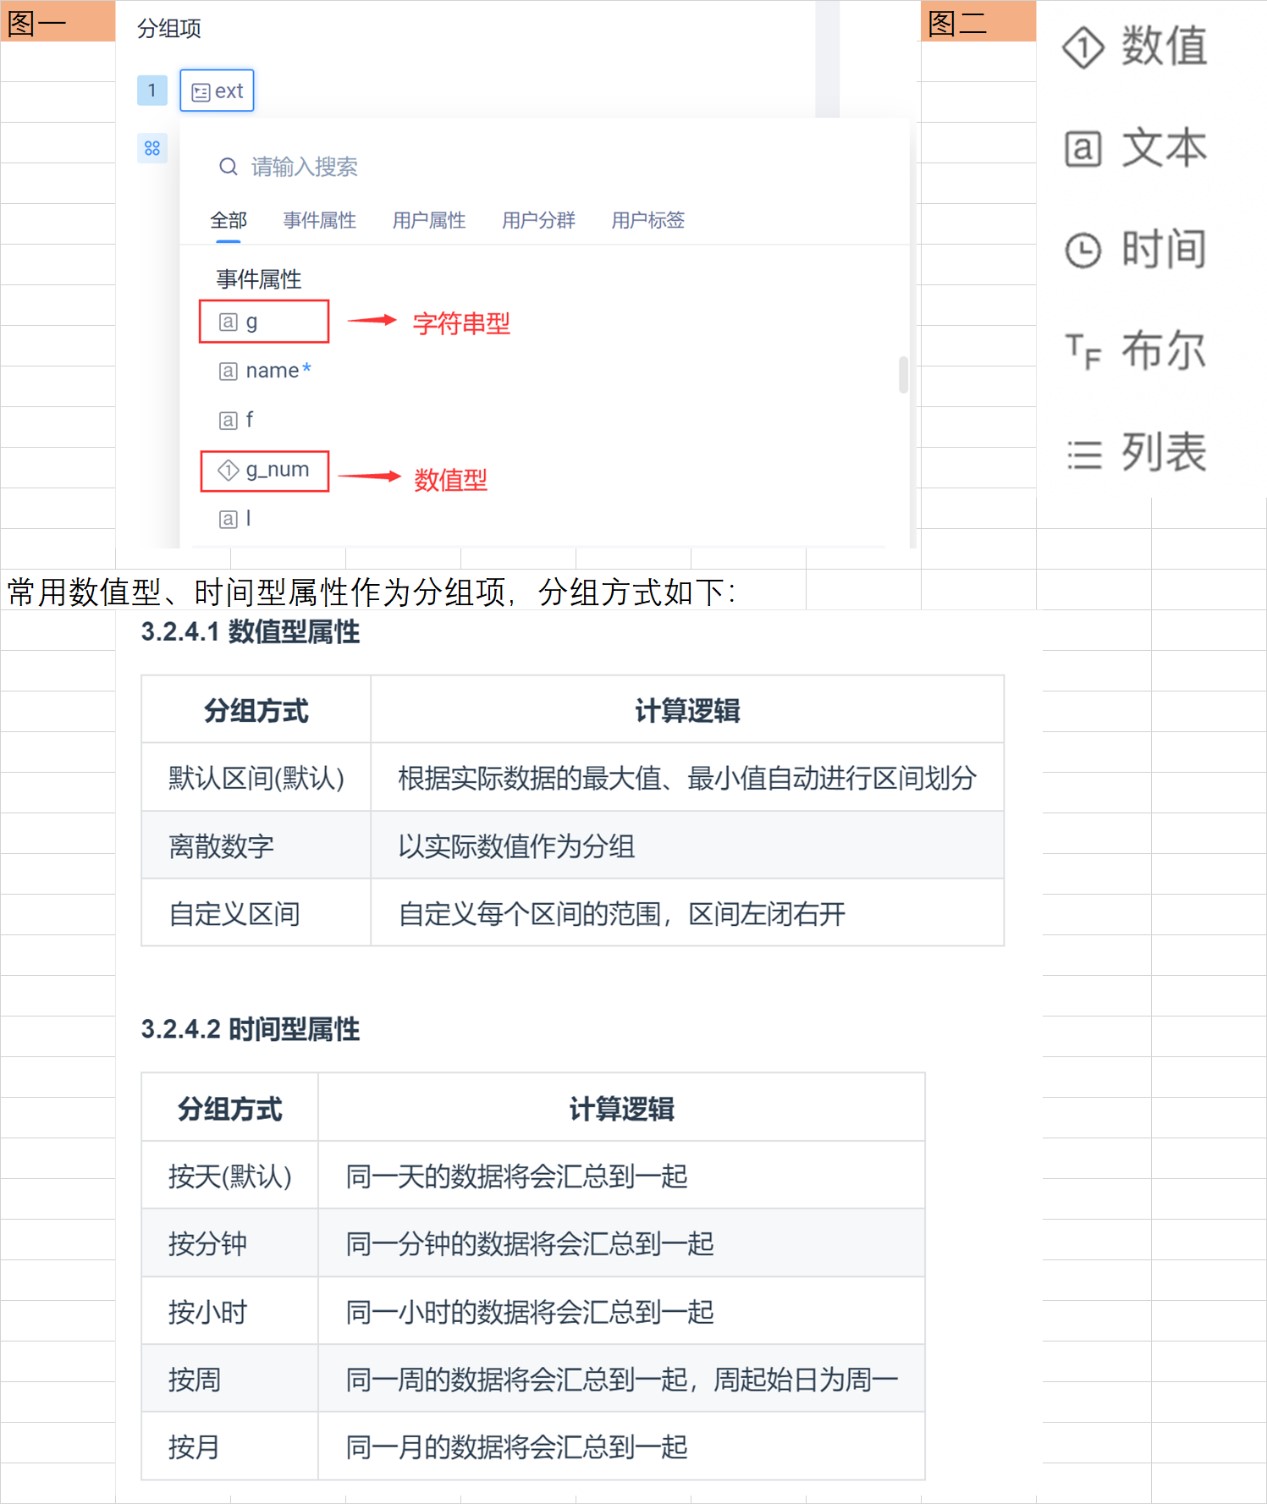 图一
分组项
1
ext
请输入搜索
全部 事件属性 用户属性 用户分群 用户标签
事件属性
a g
字符串型
a name*
a f
1 g_num
数值型
a l
图二
1 数值
a 文本
时间
TF 布尔
列表
常用数值型、时间型属性作为分组项，分组方式如下：
3.2.4.1 数值型属性
分组方式 计算逻辑
默认区间(默认) 根据实际数据的最大值、最小值自动进行区间划分
离散数字 以实际数值作为分组
自定义区间 自定义每个区间的范围，区间左闭右开
3.2.4.2 时间型属性
分组方式 计算逻辑
按天(默认) 同一天的数据将会汇总到一起
按分钟 同一分钟的数据将会汇总到一起
按小时 同一小时的数据将会汇总到一起
按周 同一周的数据将会汇总到一起，周起始日为周一
按月 同一月的数据将会汇总到一起